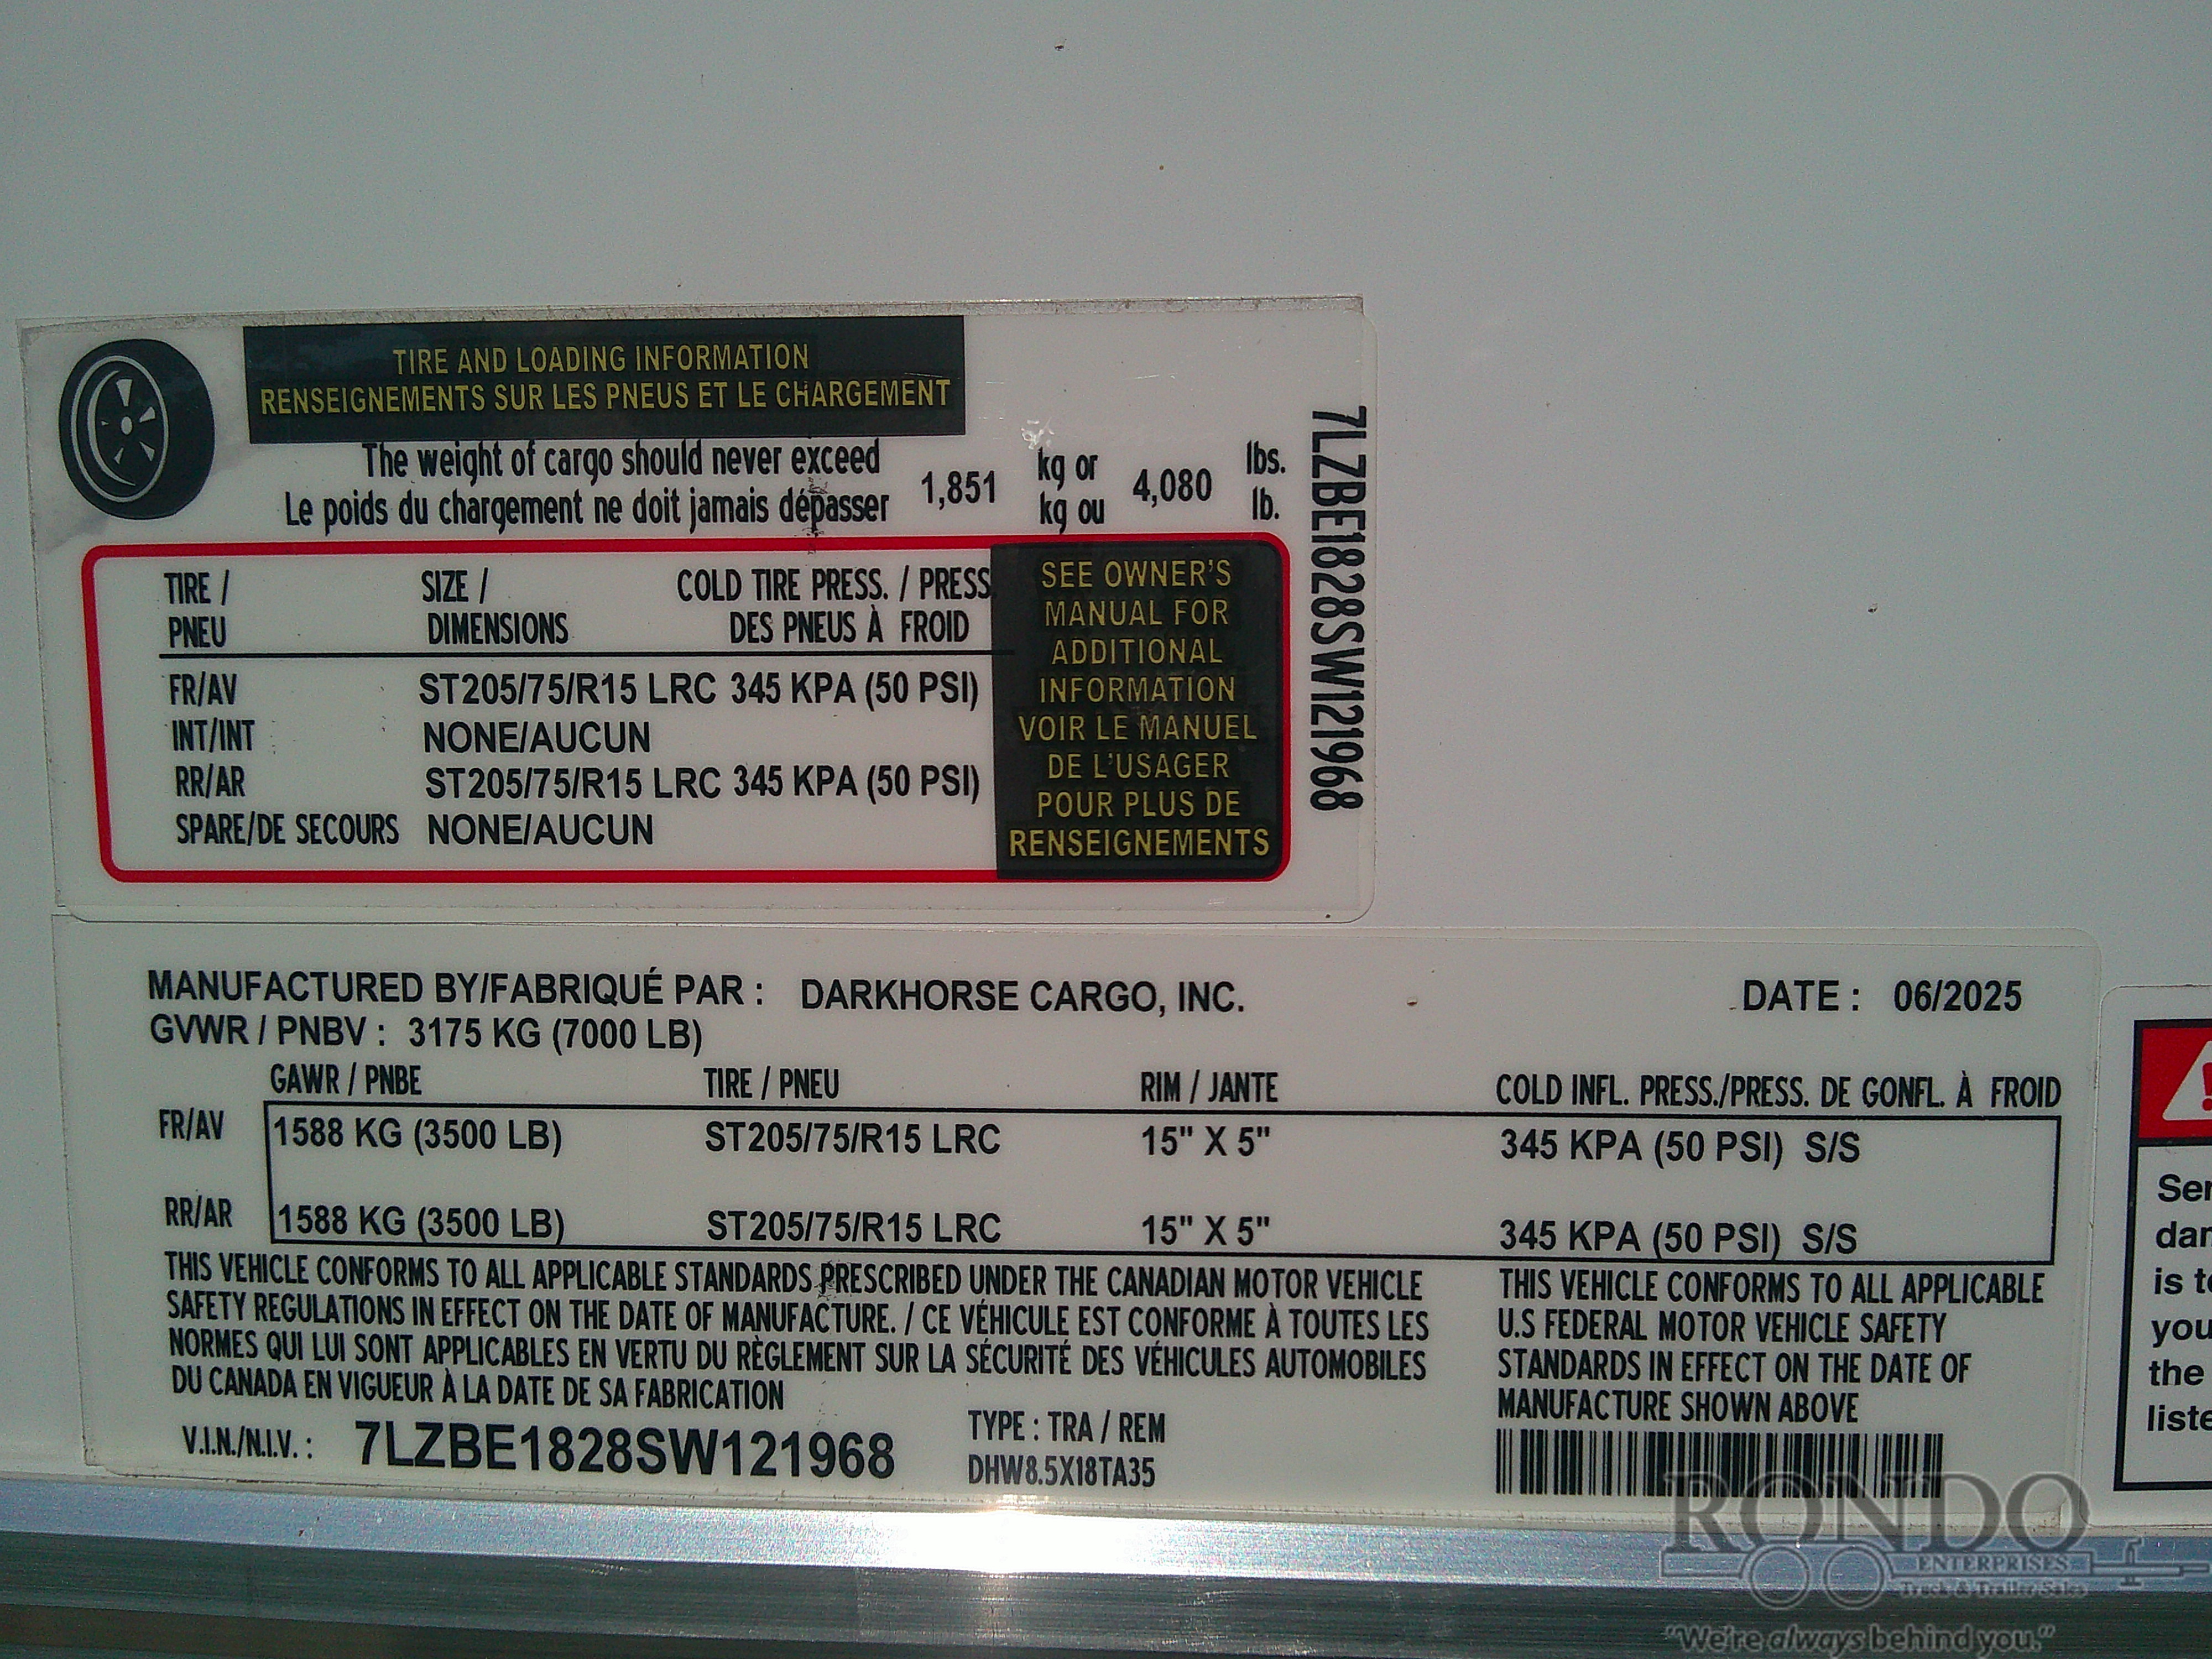 TIRE AND LOADING INFORMATION
RENSEIGNEMENTS SUR LES PNEUS ET LE CHARGEMENT
The weight of cargo should never exceed
Le poids du chargement ne doit jamais dépasser
1,851
kg or
kg ou
4,080
lbs.
lb.
7LZBE1828SW121968
TIRE / SIZE / COLD TIRE PRESS. / PRESS.
PNEU DIMENSIONS DES PNEUS À FROID
FR/AV ST205/75/R15 LRC 345 KPA (50 PSI)
INT/INT NONE/AUCUN
RR/AR ST205/75/R15 LRC 345 KPA (50 PSI)
SPARE/DE SECOURS NONE/AUCUN
SEE OWNER'S
MANUAL FOR
ADDITIONAL
INFORMATION
VOIR LE MANUEL
DE L'USAGER
POUR PLUS DE
RENSEIGNEMENTS
MANUFACTURED BY/FABRIQUÉ PAR : DARKHORSE CARGO, INC. DATE : 06/2025
GVWR / PNBV : 3175 KG (7000 LB)
GAWR / PNBE TIRE / PNEU RIM / JANTE COLD INFL. PRESS./PRESS. DE GONFL. À FROID
FR/AV 1588 KG (3500 LB) ST205/75/R15 LRC 15" X 5" 345 KPA (50 PSI) S/S
RR/AR 1588 KG (3500 LB) ST205/75/R15 LRC 15" X 5" 345 KPA (50 PSI) S/S
THIS VEHICLE CONFORMS TO ALL APPLICABLE STANDARDS PRESCRIBED UNDER THE CANADIAN MOTOR VEHICLE
SAFETY REGULATIONS IN EFFECT ON THE DATE OF MANUFACTURE. / CE VÉHICULE EST CONFORME À TOUTES LES
NORMES QUI LUI SONT APPLICABLES EN VERTU DU RÈGLEMENT SUR LA SÉCURITÉ DES VÉHICULES AUTOMOBILES
DU CANADA EN VIGUEUR À LA DATE DE SA FABRICATION
THIS VEHICLE CONFORMS TO ALL APPLICABLE
U.S FEDERAL MOTOR VEHICLE SAFETY
STANDARDS IN EFFECT ON THE DATE OF
MANUFACTURE SHOWN ABOVE
V.I.N./N.I.V. : 7LZBE1828SW121968
TYPE : TRA / REM
DHW8.5X18TA35
is
you
the
RONDO
ENTERPRISES
Truck & Trailer Sales
"We're always behind you."